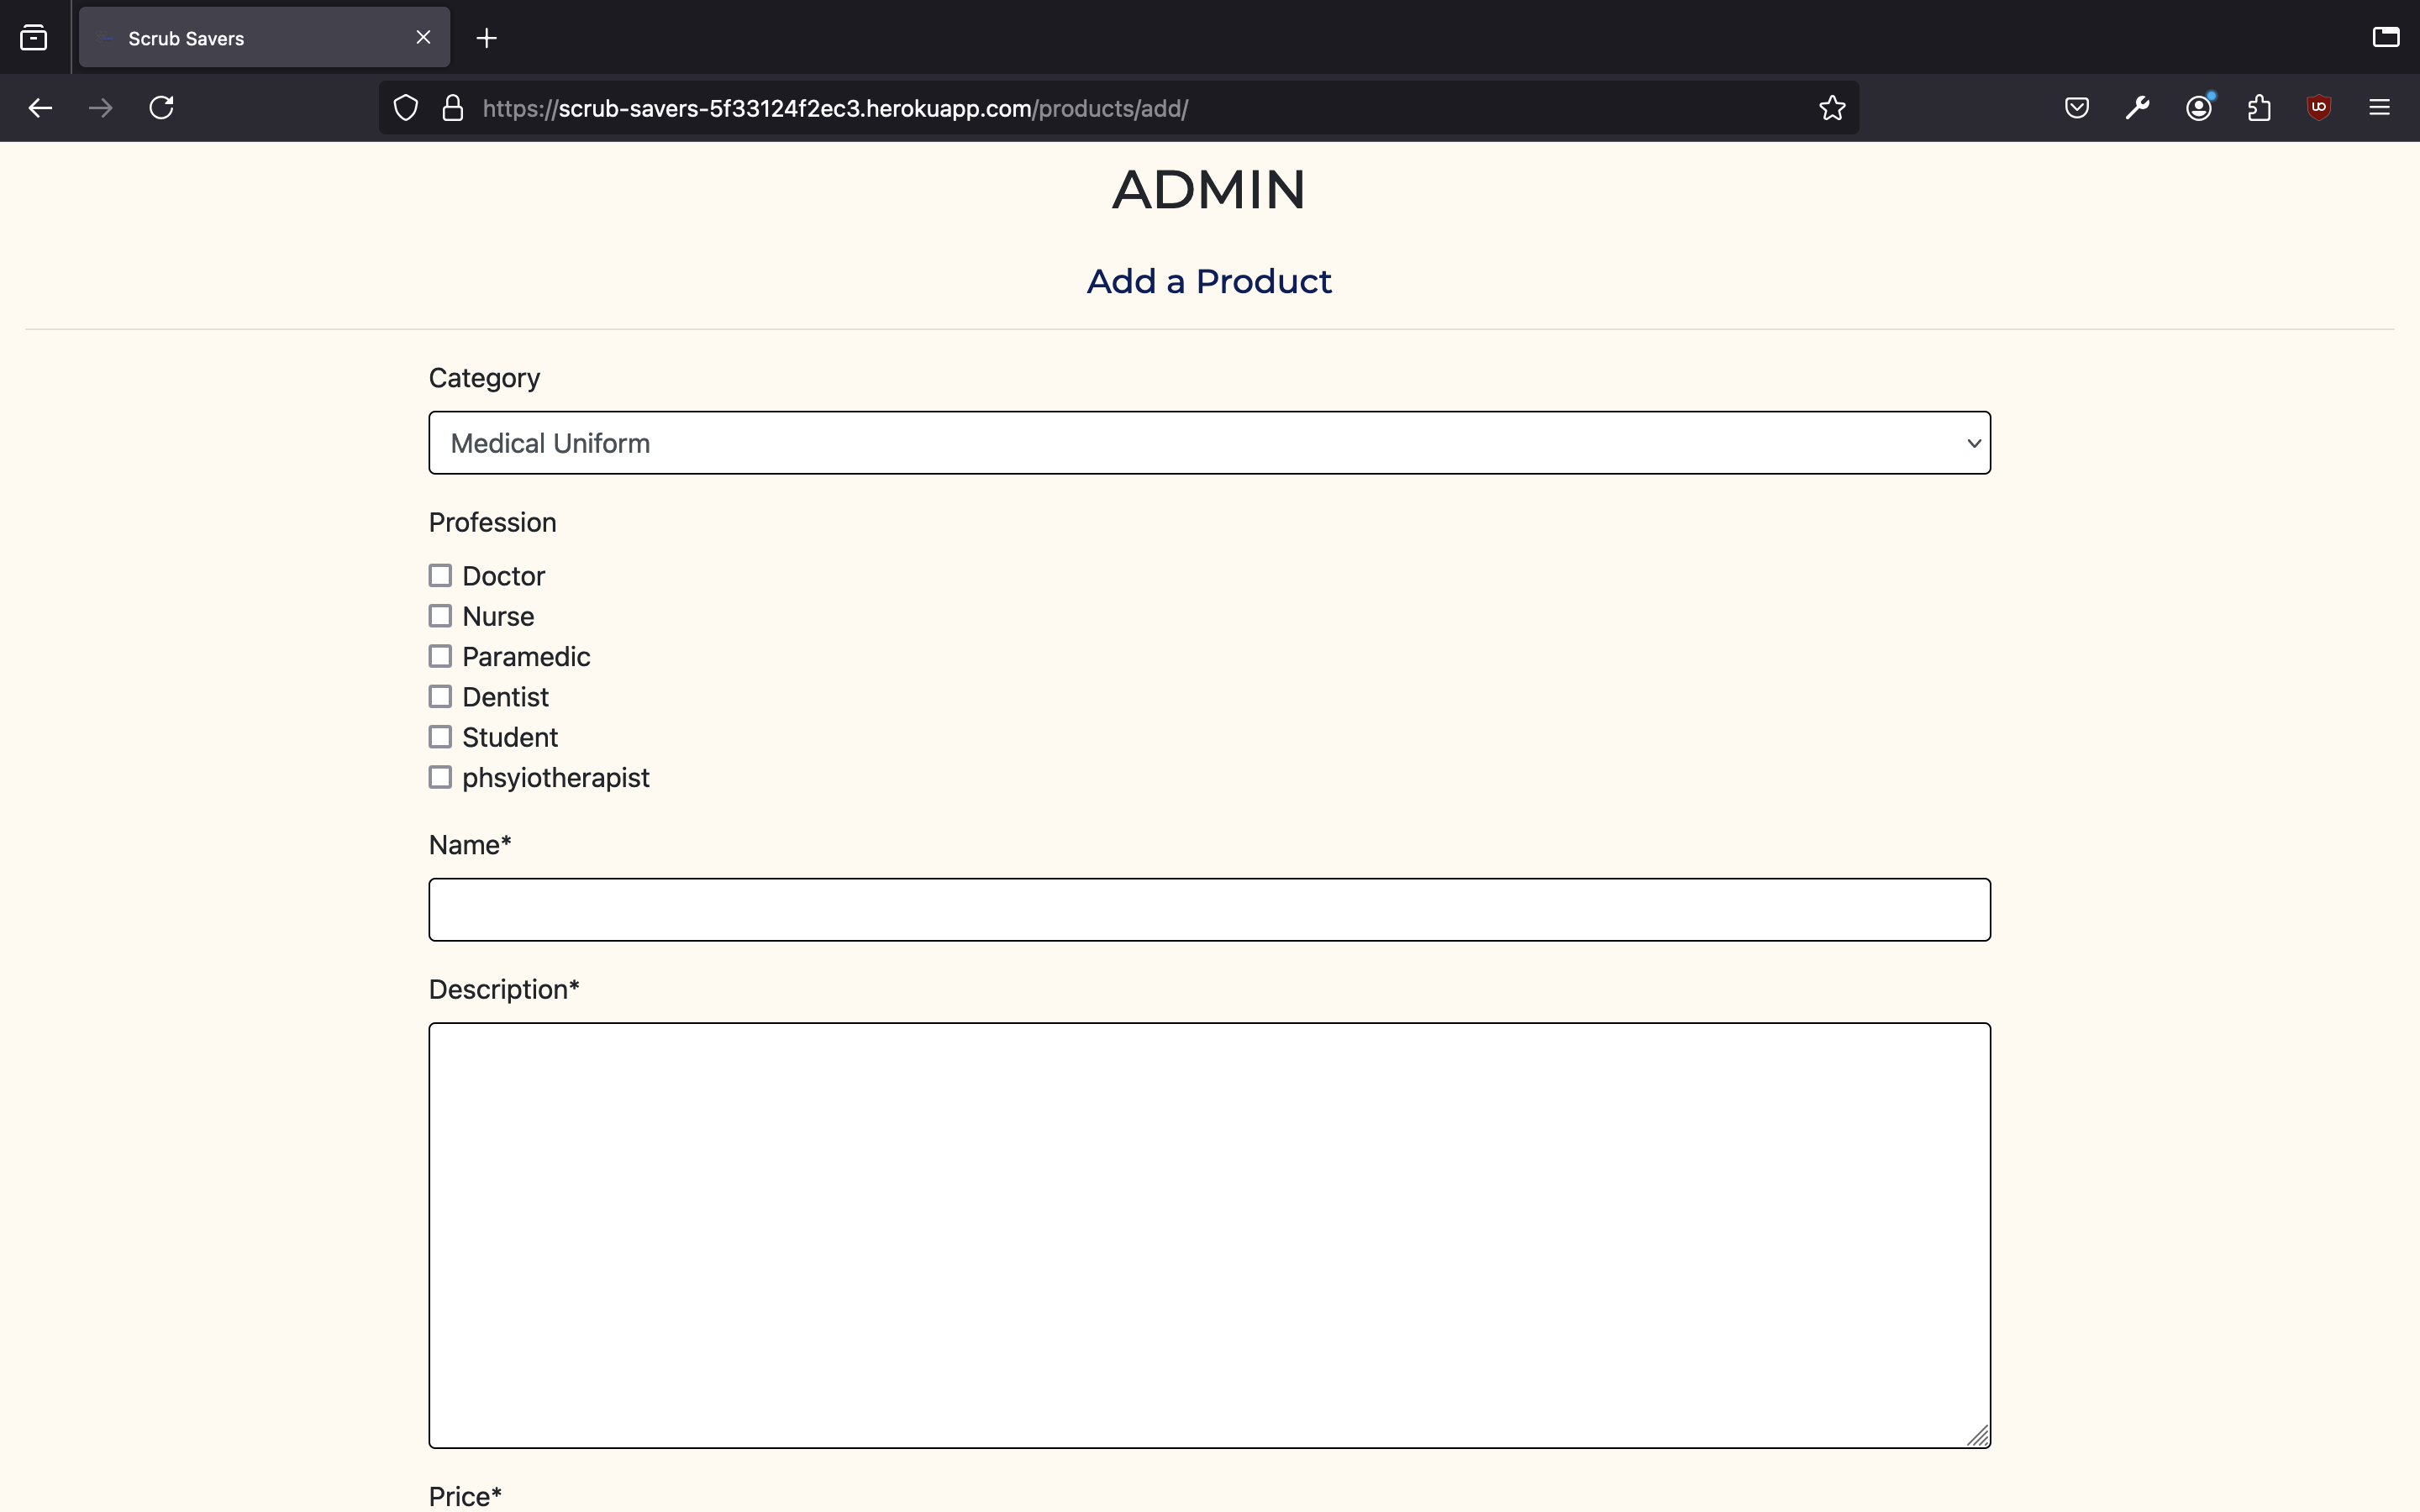 Scrub Savers
https://scrub-savers-5f33124f2ec3.herokuapp.com/products/add/
ADMIN
Add a Product
Category
Medical Uniform
Profession
Doctor
Nurse
Paramedic
Dentist
Student
phsyiotherapist
Name*
Description*
Price*